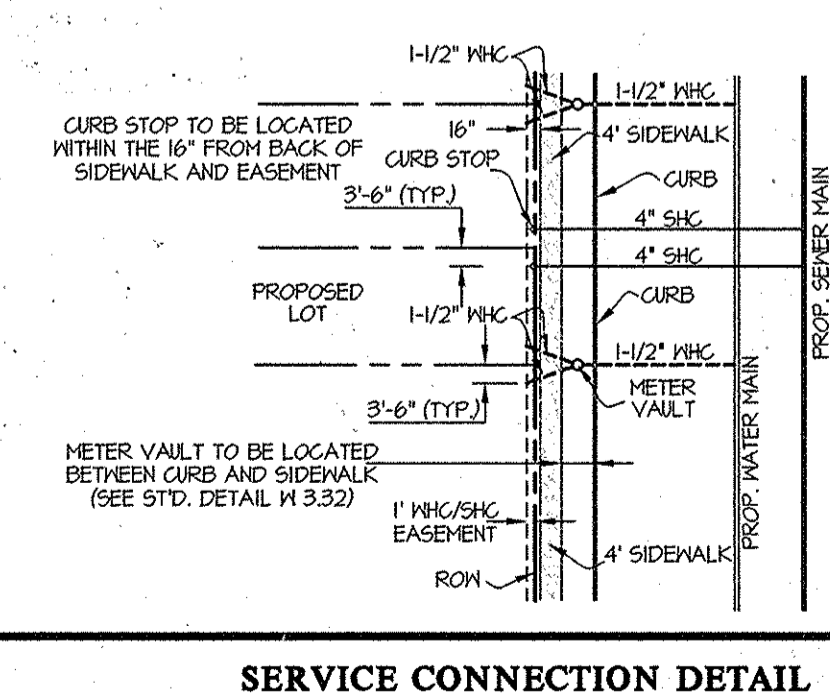 1-1/2" WHC
1-1/2" WHC
CURB STOP TO BE LOCATED
WITHIN THE 16" FROM BACK OF
SIDEWALK AND EASEMENT
16"
4' SIDEWALK
CURB STOP
CURB
3'-6" (TYP.)
4" SHC
4" SHC
PROP. SEWER MAIN
PROPOSED
LOT
CURB
1-1/2" WHC
1-1/2" WHC
METER
VAULT
3'-6" (TYP.)
PROP. WATER MAIN
METER VAULT TO BE LOCATED
BETWEEN CURB AND SIDEWALK
(SEE ST'D. DETAIL W 3.32)
1' WHC/SHC
EASEMENT
4' SIDEWALK
ROW
SERVICE CONNECTION DETAIL